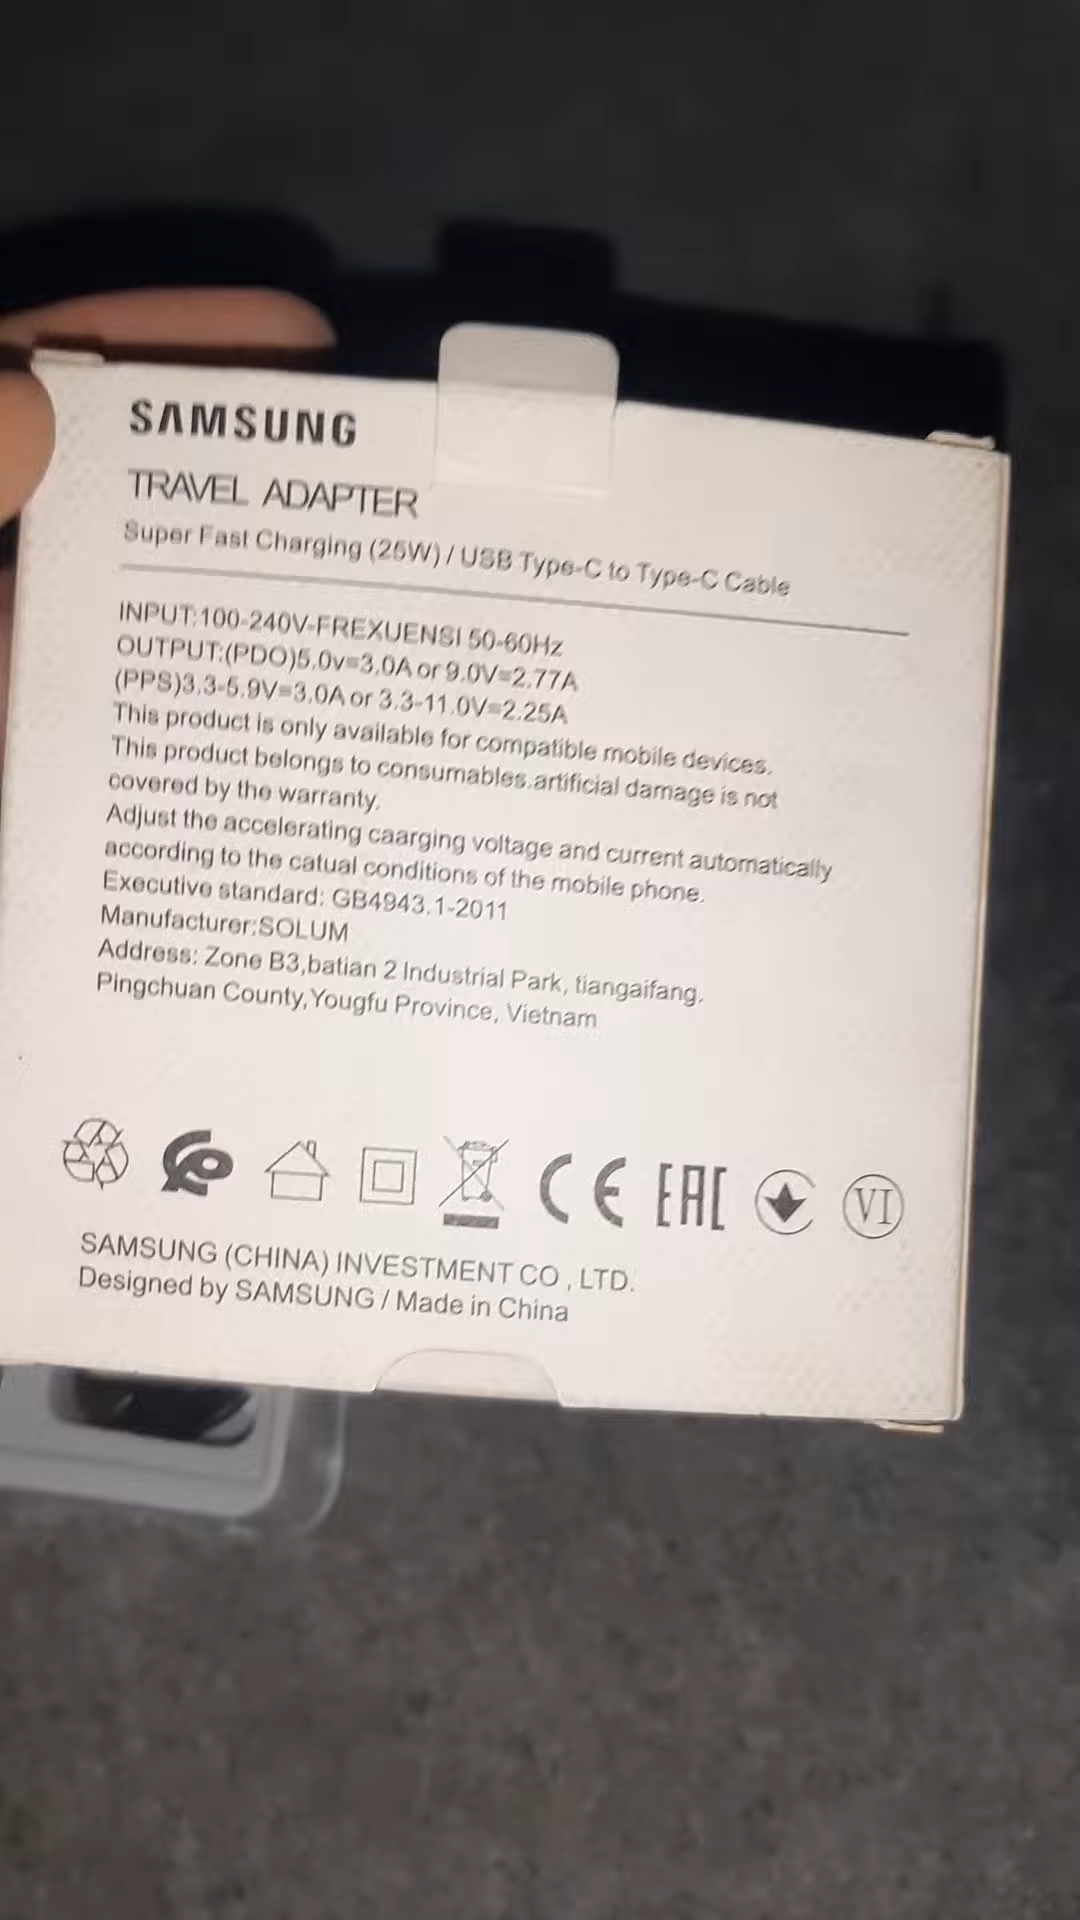 SAMSUNG
TRAVEL ADAPTER
Super Fast Charging (25W) / USB Type-C to Type-C Cable
INPUT:100-240V-FREXUENSI 50-60Hz
OUTPUT:(PDO)5.0v=3.0A or 9.0V=2.77A
(PPS)3.3-5.9V=3.0A or 3.3-11.0V=2.25A
This product is only available for compatible mobile devices.
This product belongs to consumables.artificial damage is not
covered by the warranty.
Adjust the accelerating caarging voltage and current automatically
according to the catual conditions of the mobile phone.
Executive standard: GB4943.1-2011
Manufacturer:SOLUM
Address: Zone B3,batian 2 Industrial Park, tiangaifang.
Pingchuan County,Yougfu Province, Vietnam
CE EAC VI
SAMSUNG (CHINA) INVESTMENT CO , LTD.
Designed by SAMSUNG / Made in China